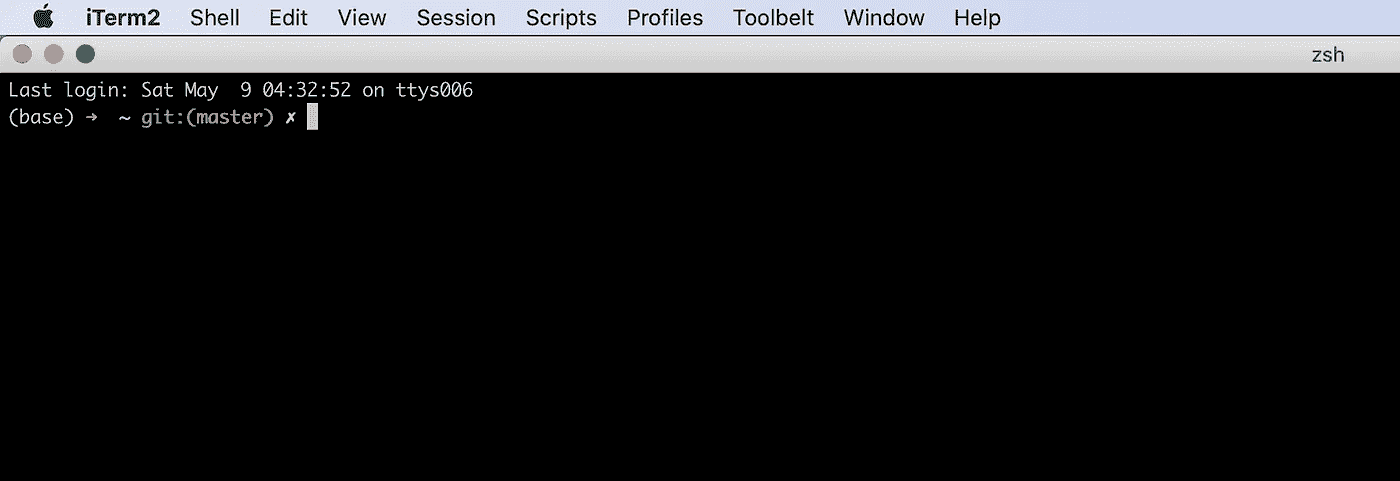 iTerm2 Shell Edit View Session Scripts Profiles Toolbelt Window Help
zsh
Last login: Sat May  9 04:32:52 on ttys006
(base) ➜  ~ git:(master) ✗